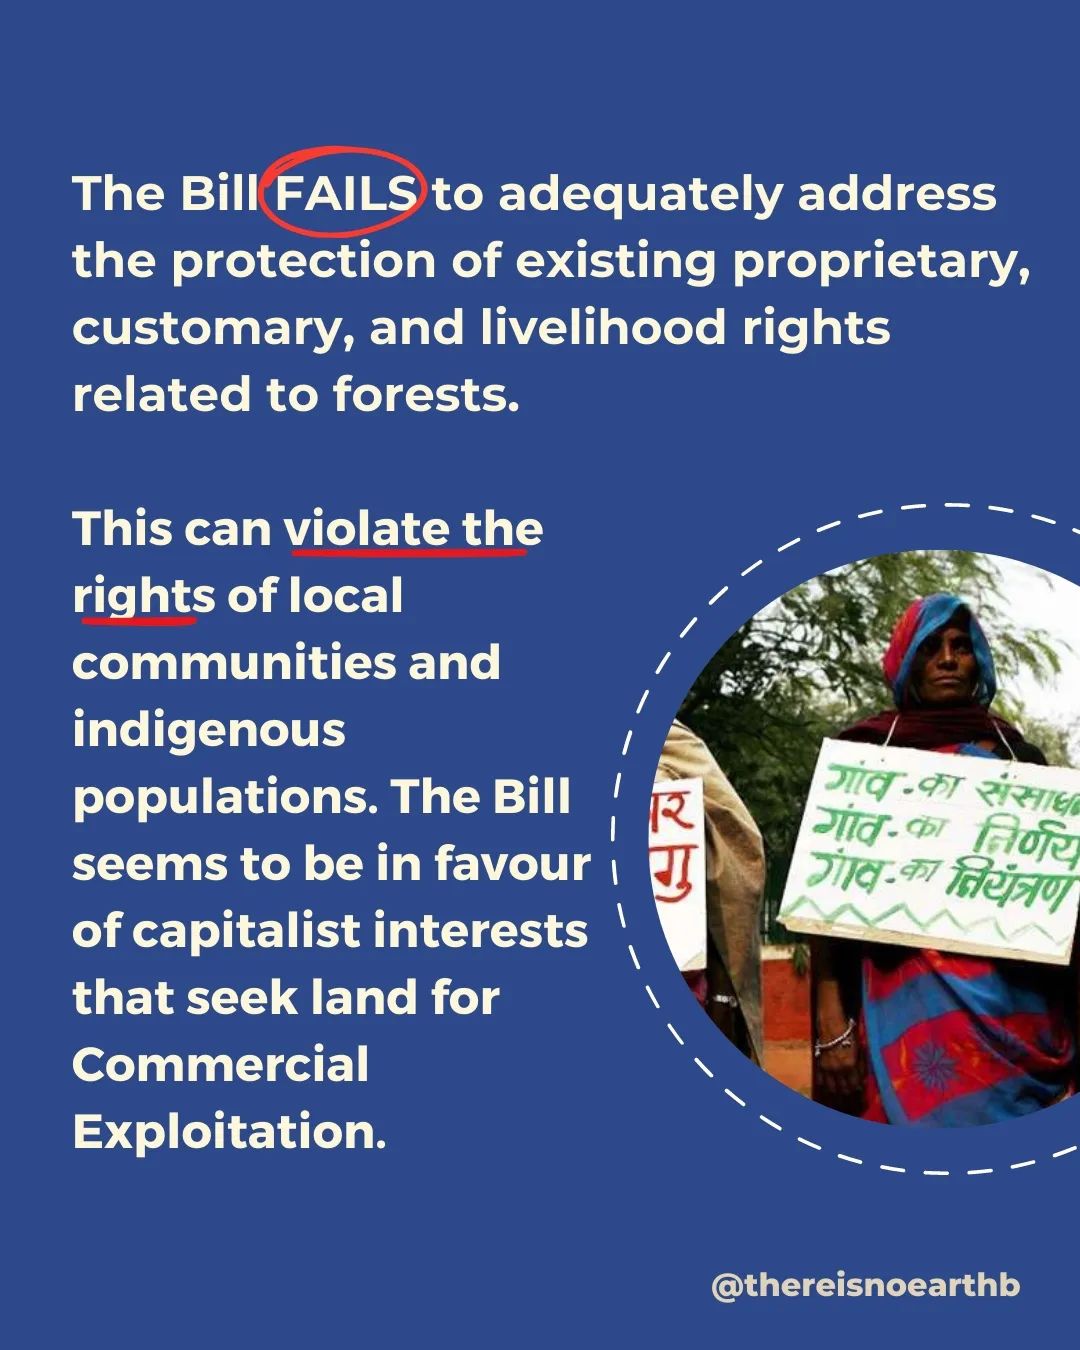 The Bill FAILS to adequately address
the protection of existing proprietary,
customary, and livelihood rights
related to forests.
This can violate the
rights of local
communities and
indigenous
populations. The Bill
seems to be in favour
of capitalist interests
that seek land for
Commercial
Exploitation.
गांव-का
गांव-का निर्णय
गांव-का नियंत्रण
@thereisnoearthb